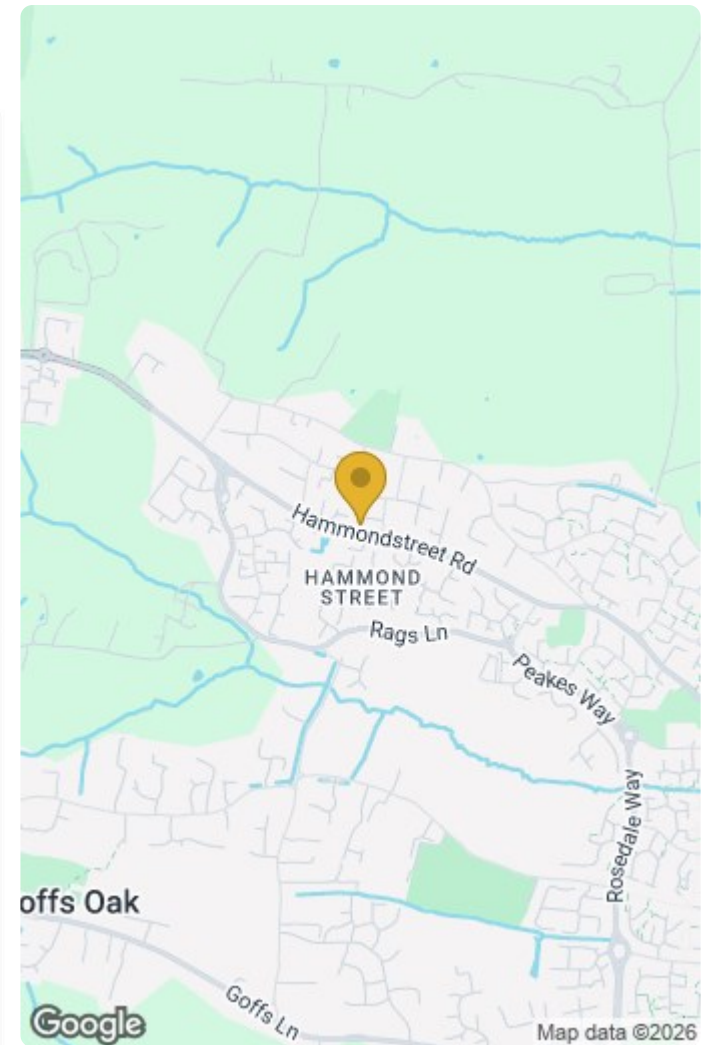 Hammondstreet Rd
HAMMOND
STREET
Rags Ln
Peakes Way
Rosedale Way
offs Oak
Goffs Ln
Google
Map data ©2026